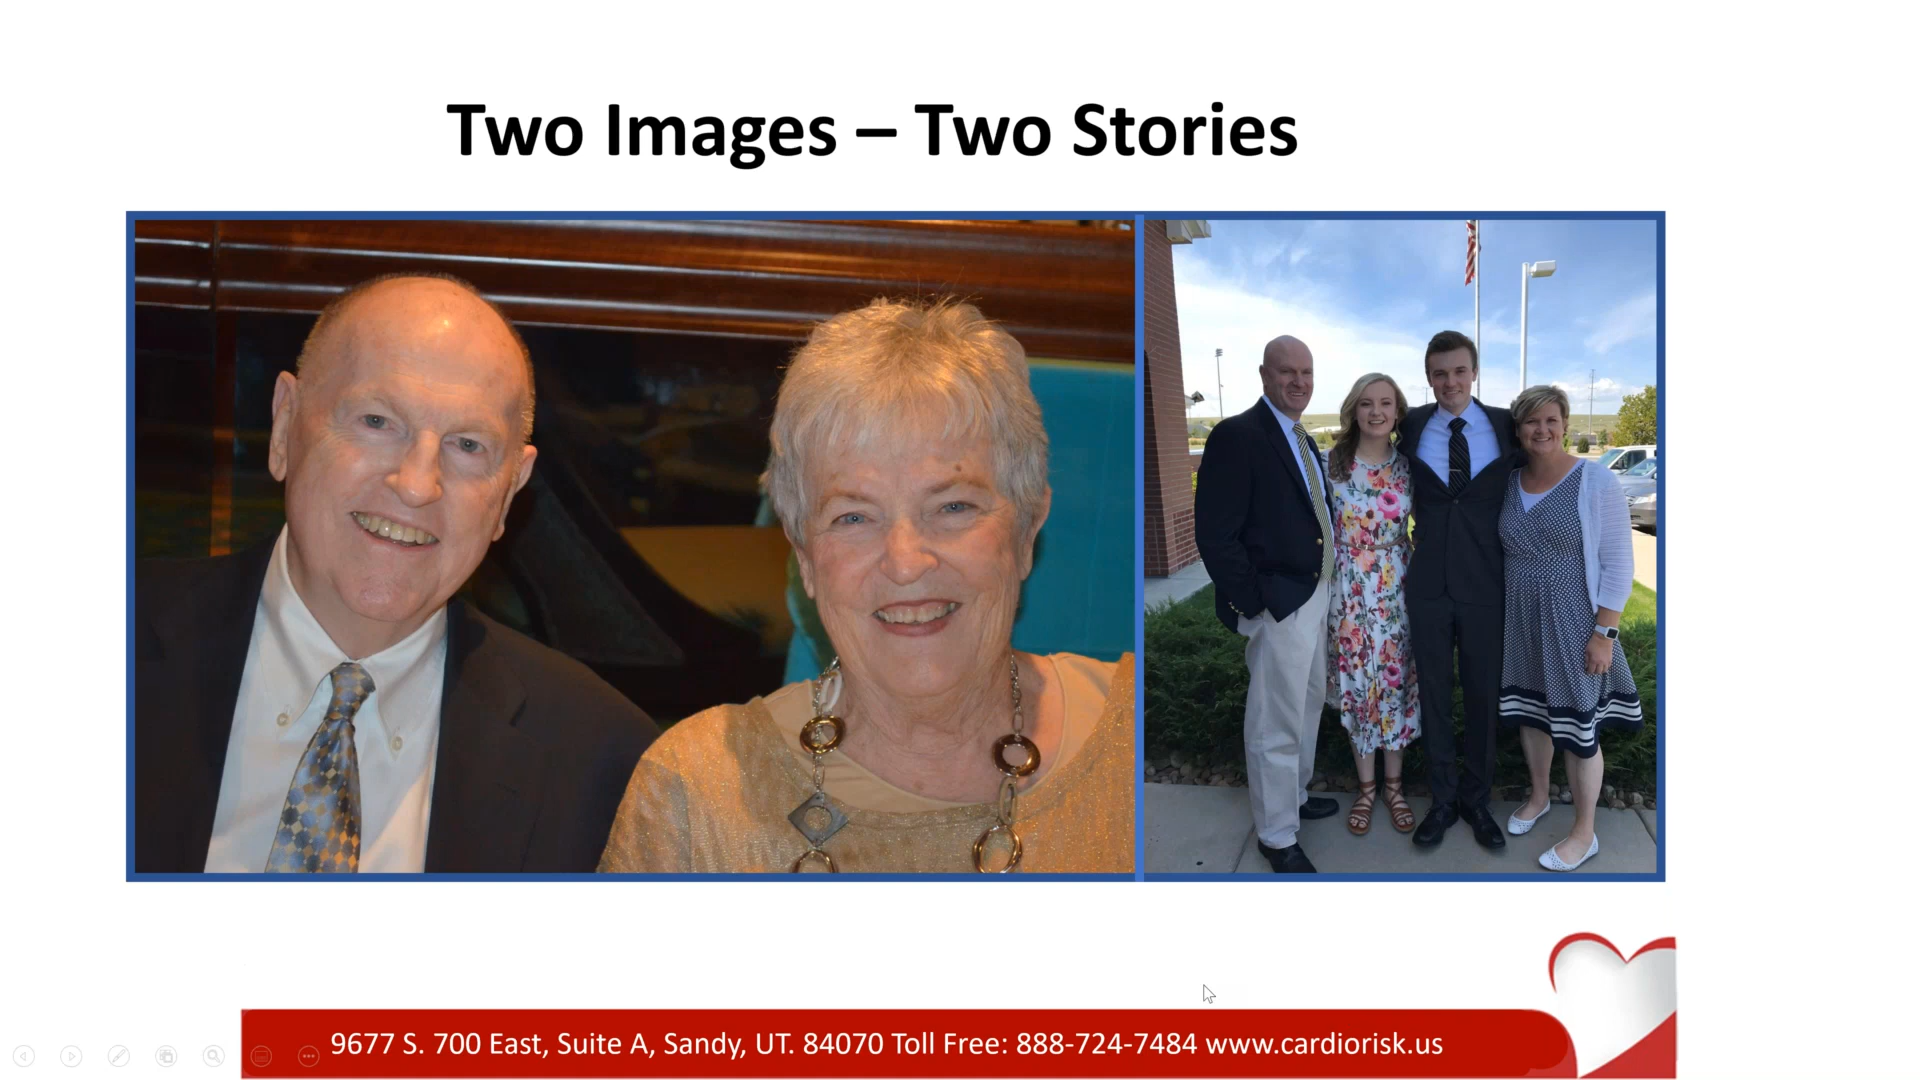 Two Images – Two Stories
9677 S. 700 East, Suite A, Sandy, UT. 84070 Toll Free: 888-724-7484 www.cardiorisk.us